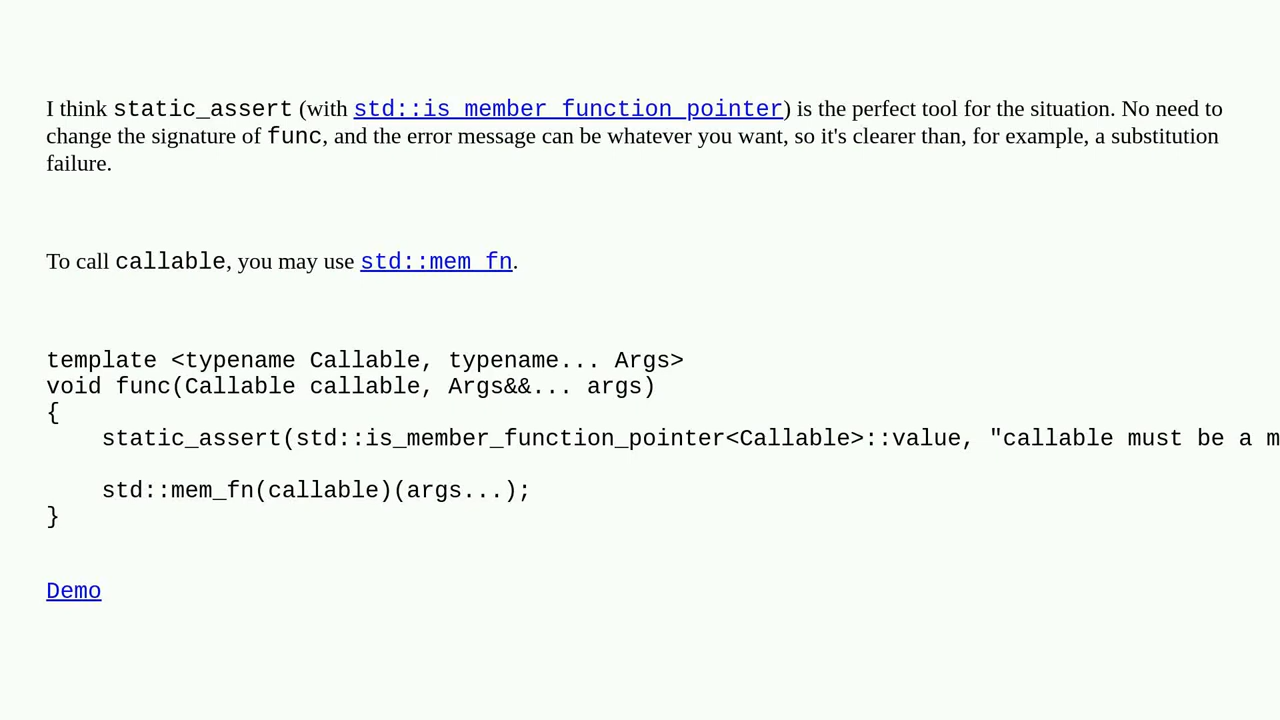 I think static_assert (with std::is_member_function_pointer) is the perfect tool for the situation. No need to
change the signature of func, and the error message can be whatever you want, so it's clearer than, for example, a substitution
failure.
To call callable, you may use std::mem_fn.
template <typename Callable, typename... Args>
void func(Callable callable, Args&&... args)
{
    static_assert(std::is_member_function_pointer<Callable>::value, "callable must be a m
    std::mem_fn(callable)(args...);
}
Demo